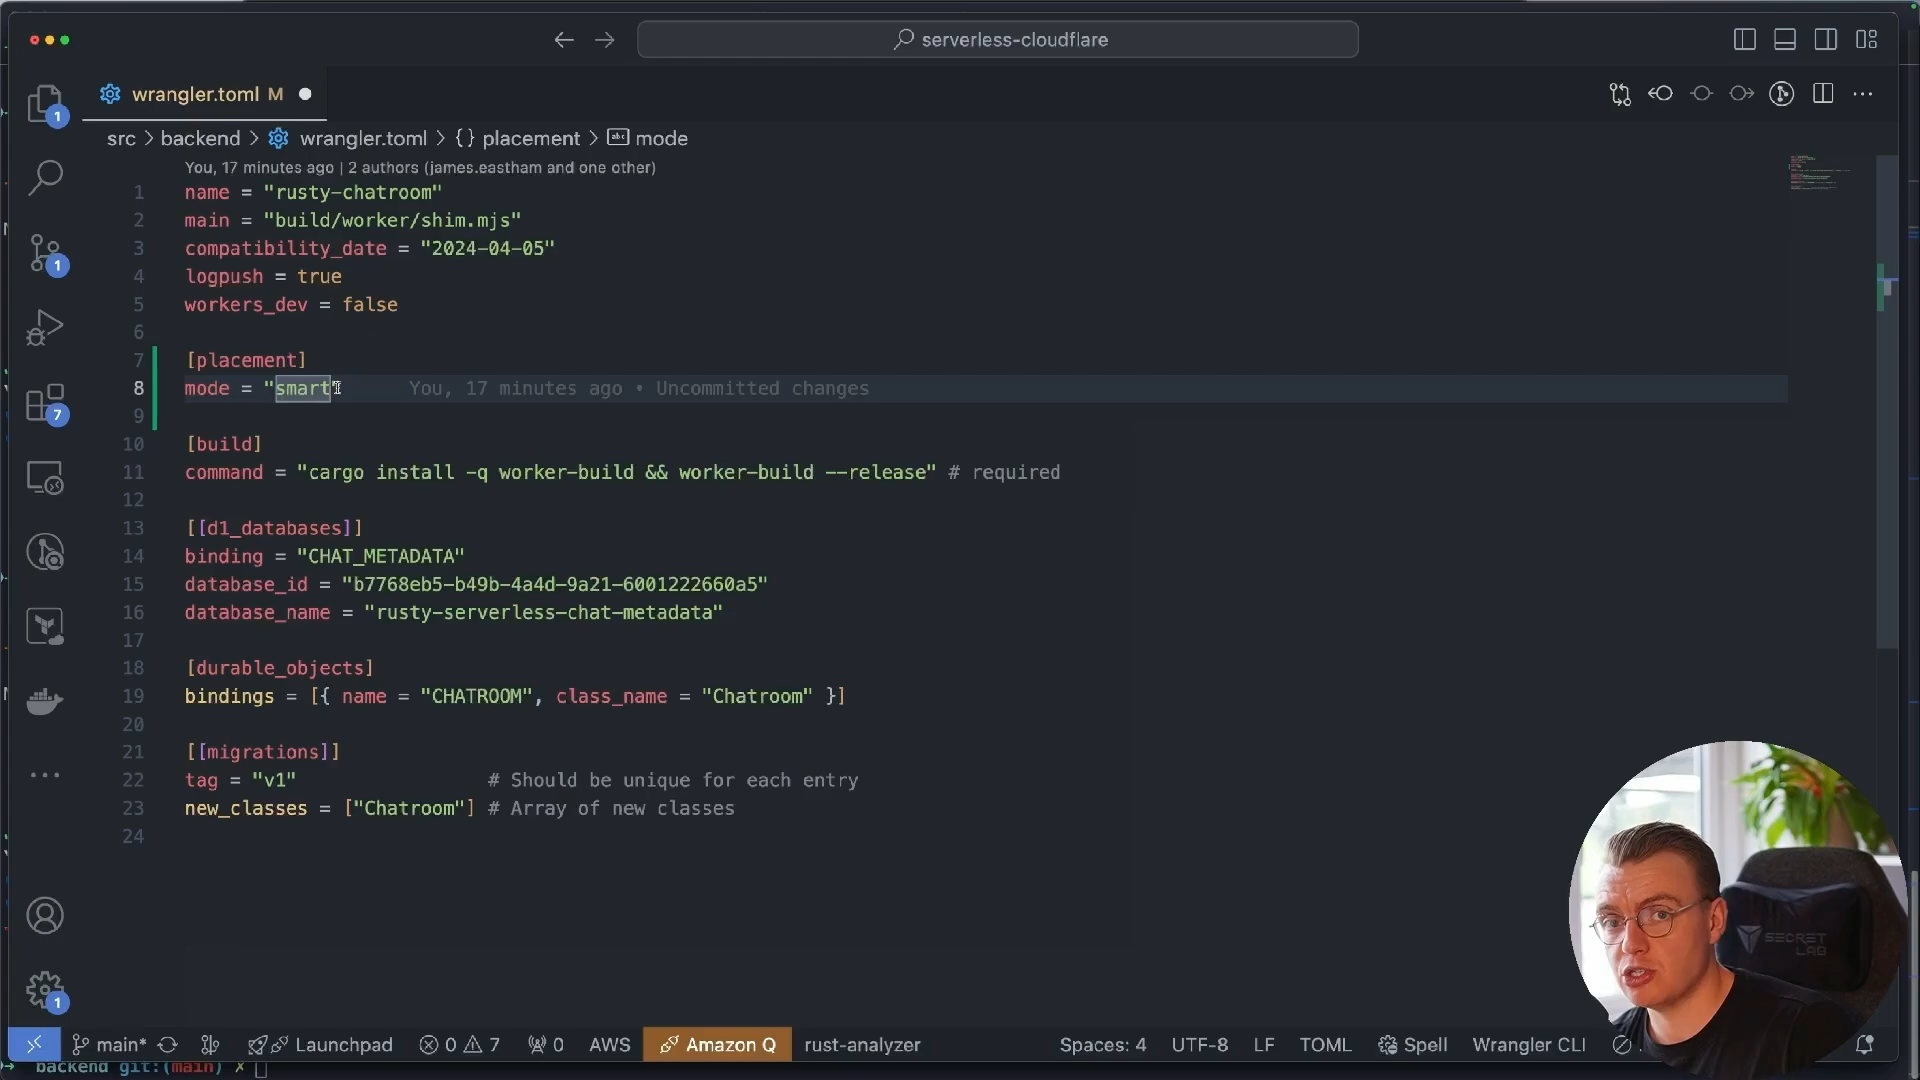 serverless-cloudflare
wrangler.toml M
src > backend > wrangler.toml > {} placement > abc mode
You, 17 minutes ago | 2 authors (james.eastham and one other)
1 name = "rusty-chatroom"
2 main = "build/worker/shim.mjs"
3 compatibility_date = "2024-04-05"
4 logpush = true
5 workers_dev = false
6
7 [placement]
8 mode = "smart" You, 17 minutes ago • Uncommitted changes
9
10 [build]
11 command = "cargo install -q worker-build && worker-build --release" # required
12
13 [[d1_databases]]
14 binding = "CHAT_METADATA"
15 database_id = "b7768eb5-b49b-4a4d-9a21-6001222660a5"
16 database_name = "rusty-serverless-chat-metadata"
17
18 [durable_objects]
19 bindings = [{ name = "CHATROOM", class_name = "Chatroom" }]
20
21 [[migrations]]
22 tag = "v1" # Should be unique for each entry
23 new_classes = ["Chatroom"] # Array of new classes
24
1
1
7
1
SECRET
LAB
main* Launchpad 0 7 0 AWS Amazon Q rust-analyzer Spaces: 4 UTF-8 LF TOML Spell Wrangler CLI
backend git:(main) ✗